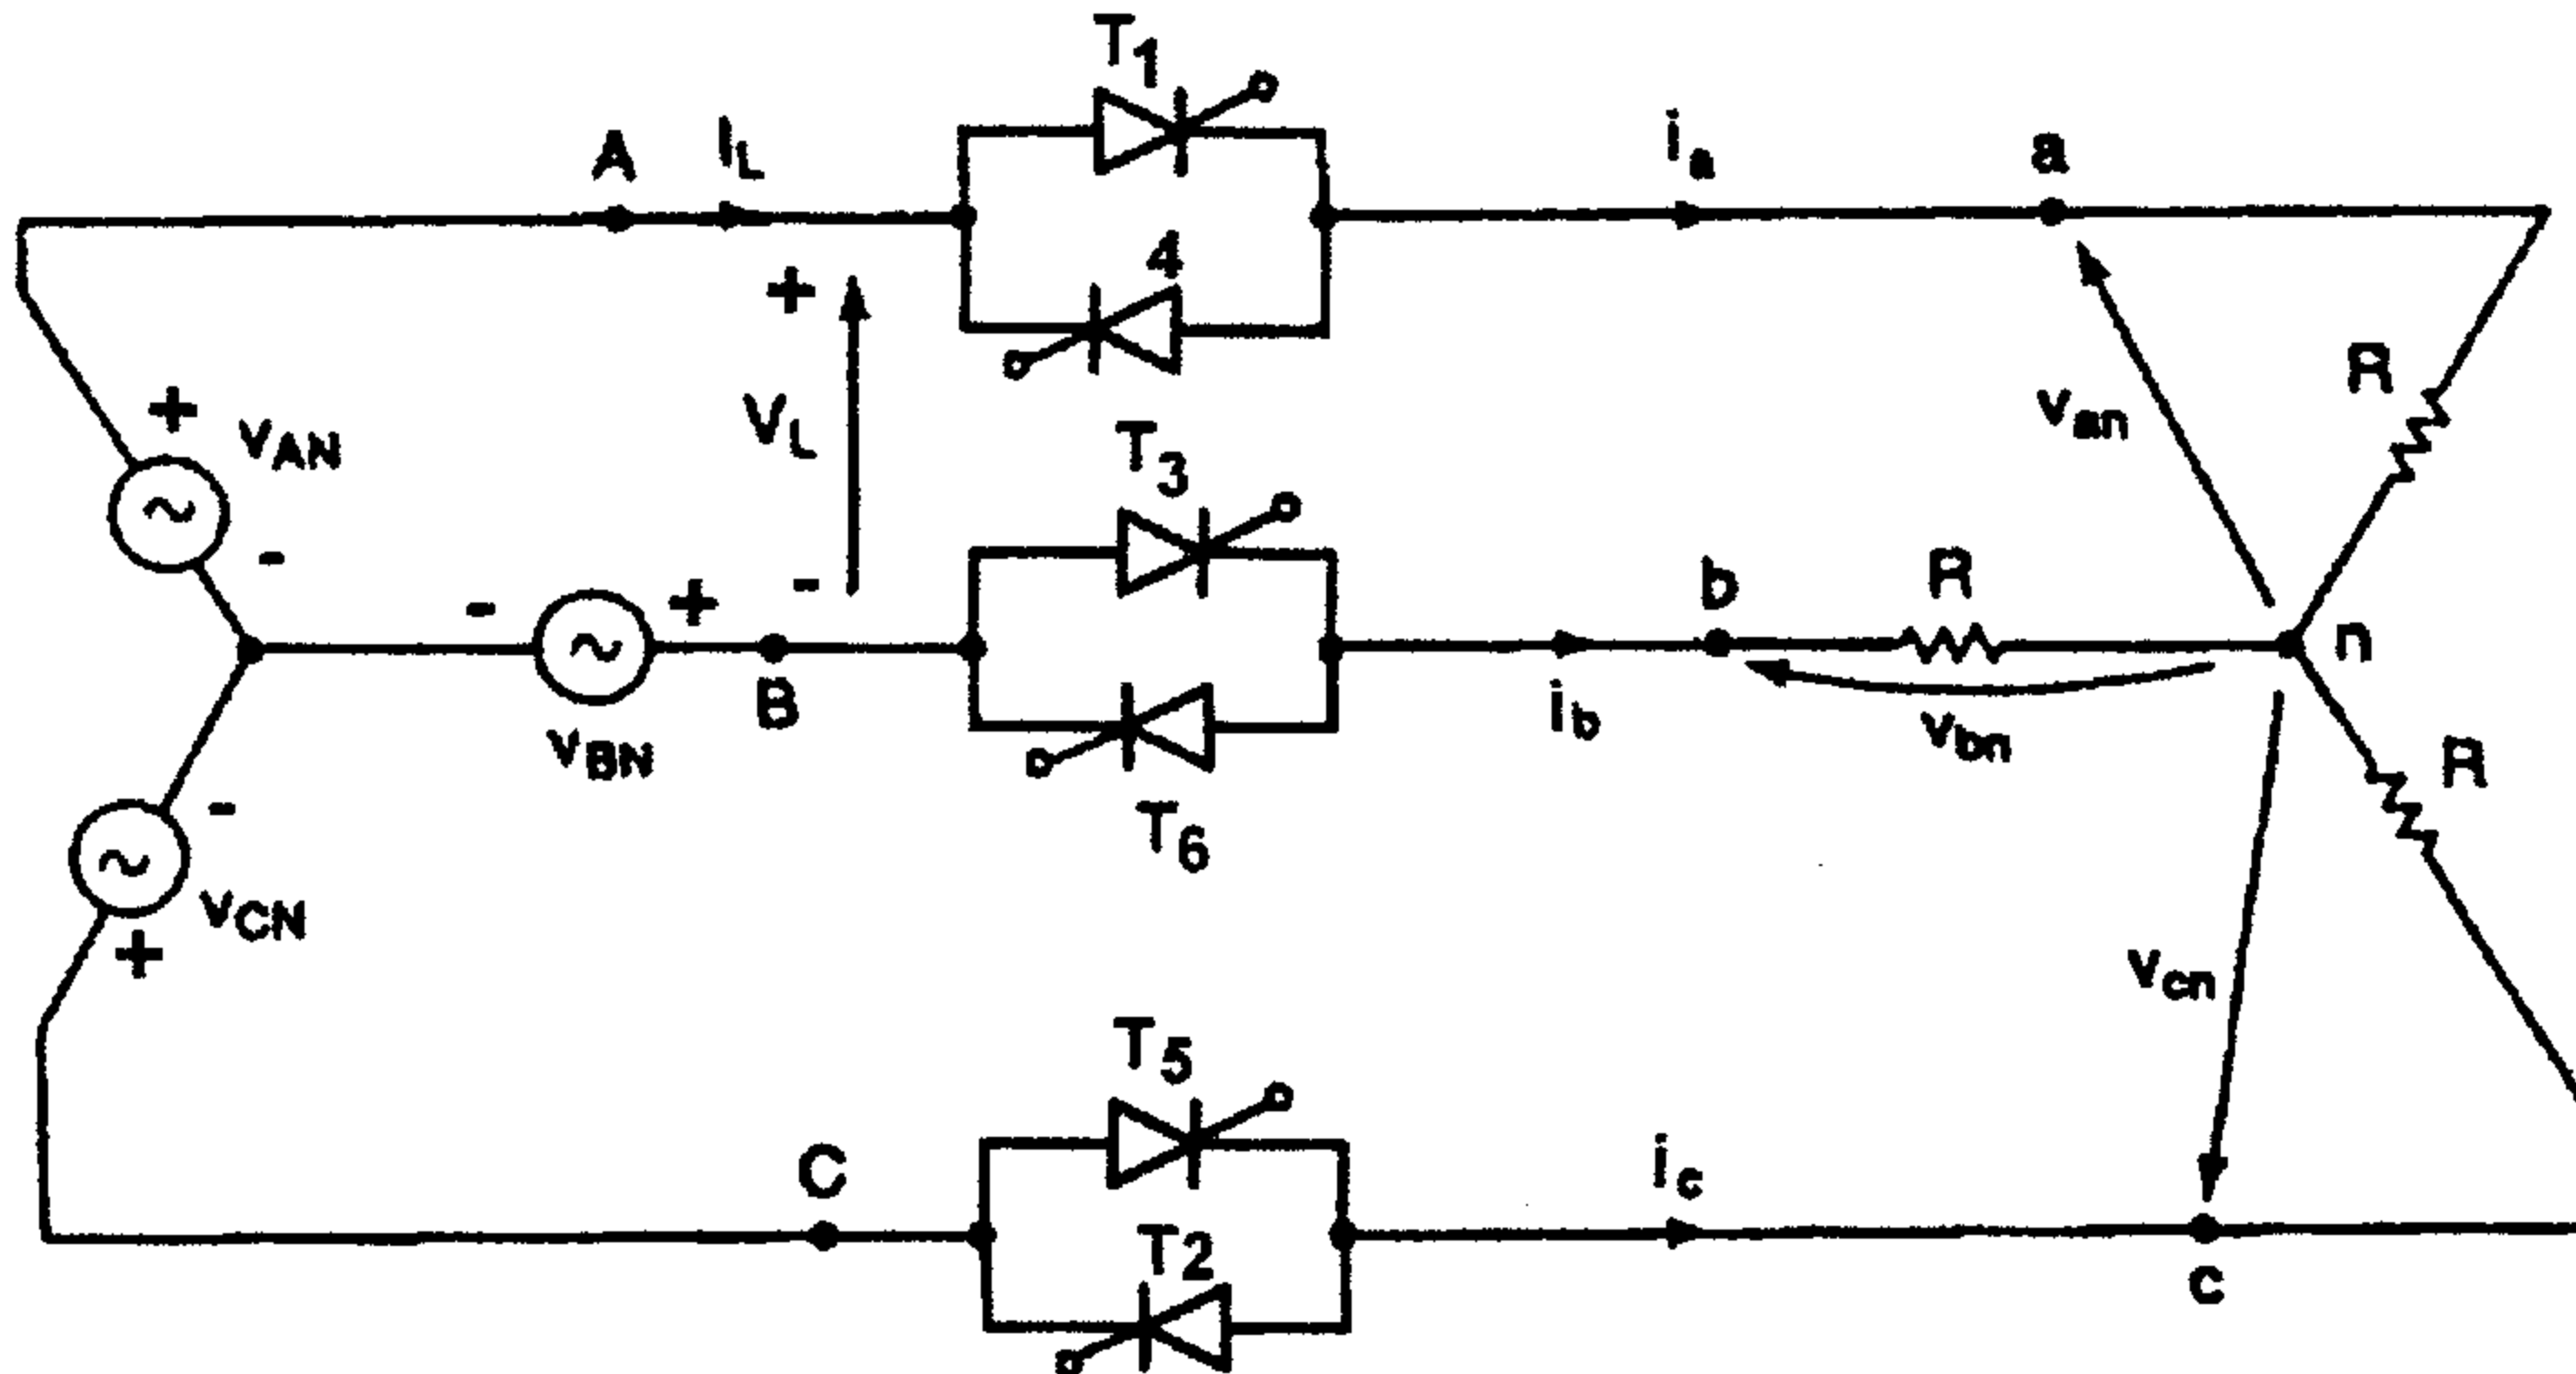 T1
A
IL
ia
a
4
+
VL
-
R
van
+
vAN
-
T3
b
R
n
-
+
B
vBN
ib
vbn
T6
R
-
vCN
+
vcn
T5
C
ic
T2
c